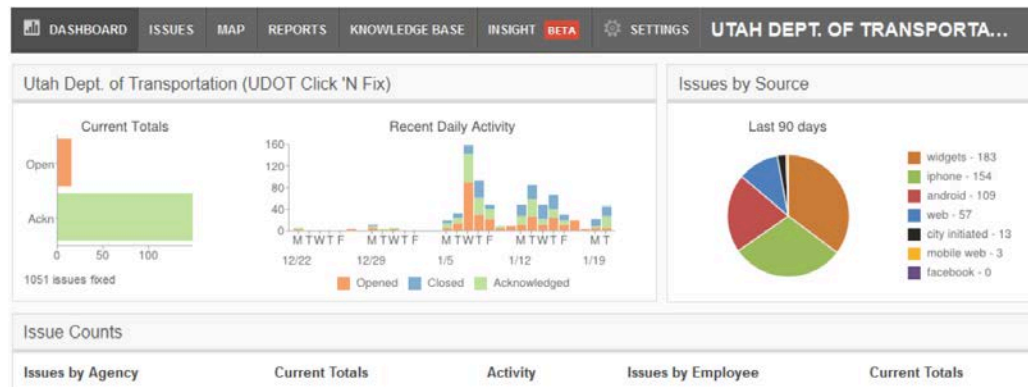 DASHBOARD ISSUES MAP REPORTS KNOWLEDGE BASE INSIGHT BETA SETTINGS UTAH DEPT. OF TRANSPORTA...
Utah Dept. of Transportation (UDOT Click 'N Fix)
Current Totals
Open
Ackn
0 50 100
1051 issues fixed
Recent Daily Activity
160
120
80
40
0
M T W T F M T W T F M T W T F M T W T F M T
12/22 12/29 1/5 1/12 1/19
Opened Closed Acknowledged
Issues by Source
Last 90 days
widgets - 183
iphone - 154
android - 109
web - 57
city initiated - 13
mobile web - 3
facebook - 0
Issue Counts
Issues by Agency Current Totals Activity Issues by Employee Current Totals